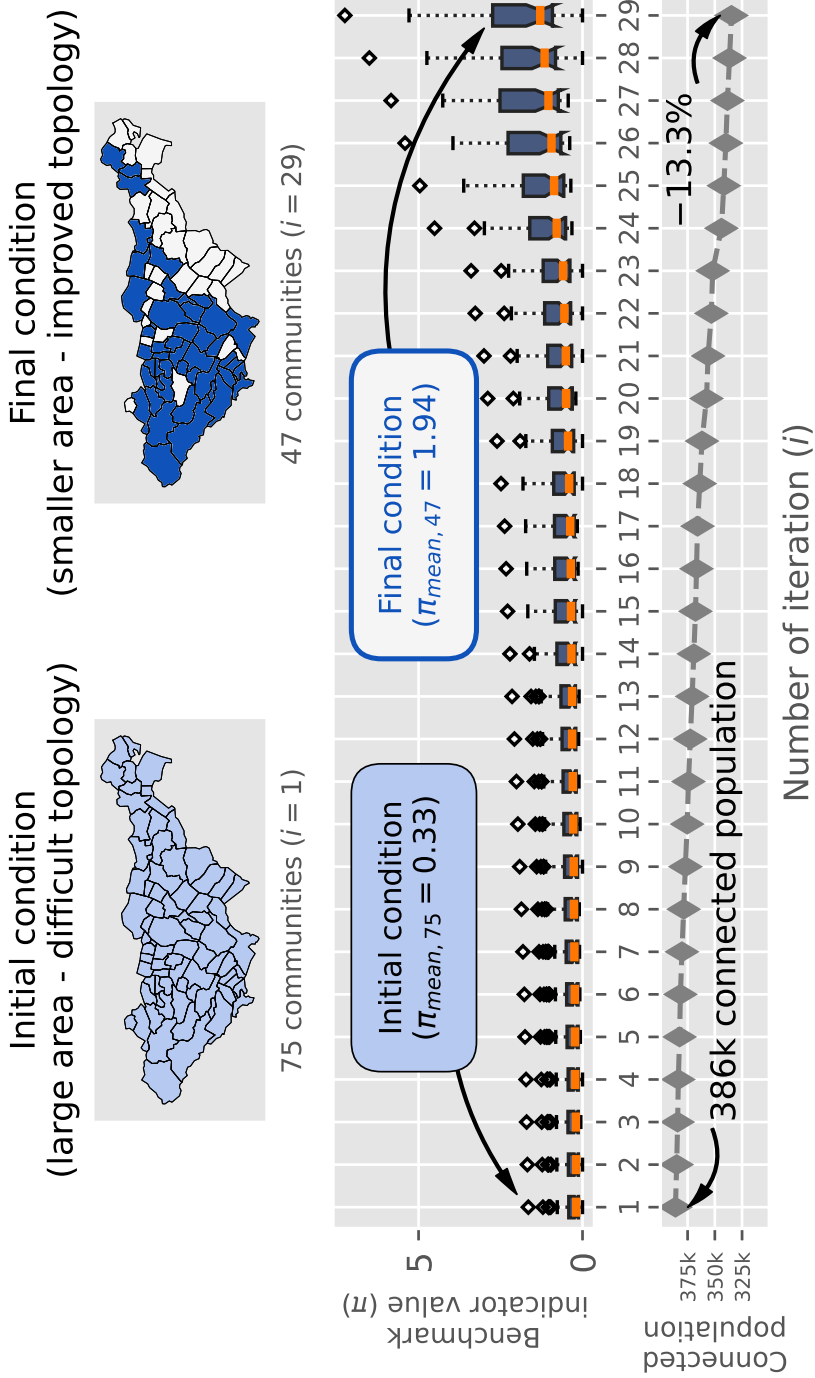 Initial condition
(large area - difficult topology)
75 communities (i = 1)
Final condition
(smaller area - improved topology)
47 communities (i = 29)
Benchmark
indicator value (π)
5
0
Initial condition
(π mean, 75 = 0.33)
Final condition
(π mean, 47 = 1.94)
1 2 3 4 5 6 7 8 9 10 11 12 13 14 15 16 17 18 19 20 21 22 23 24 25 26 27 28 29
Connected
population
375k
350k
325k
386k connected population
−13.3%
Number of iteration (i)